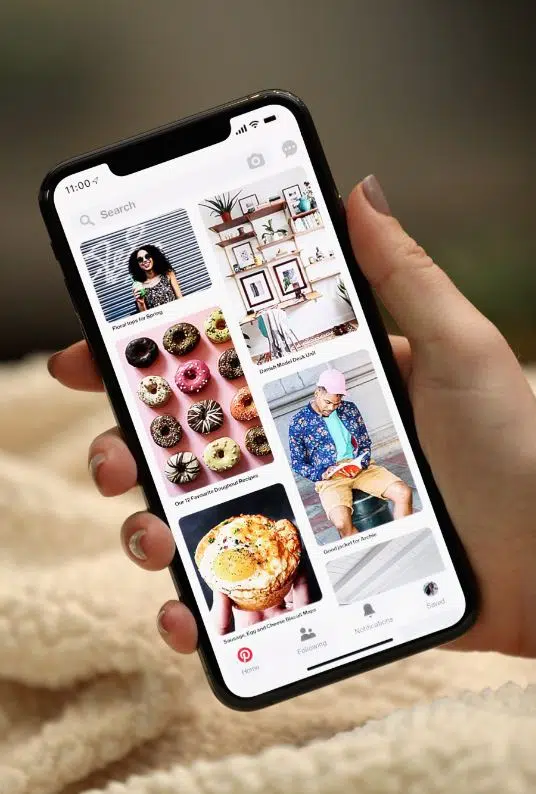 11:00
Search
Floral tops for Spring
Danish Model Desk Unit
Our 12 Favourite Doughnut Recipes
Good jacket for Archie
Sausage, Egg and Cheese Biscuit
Home
Following
Notifications
Saved